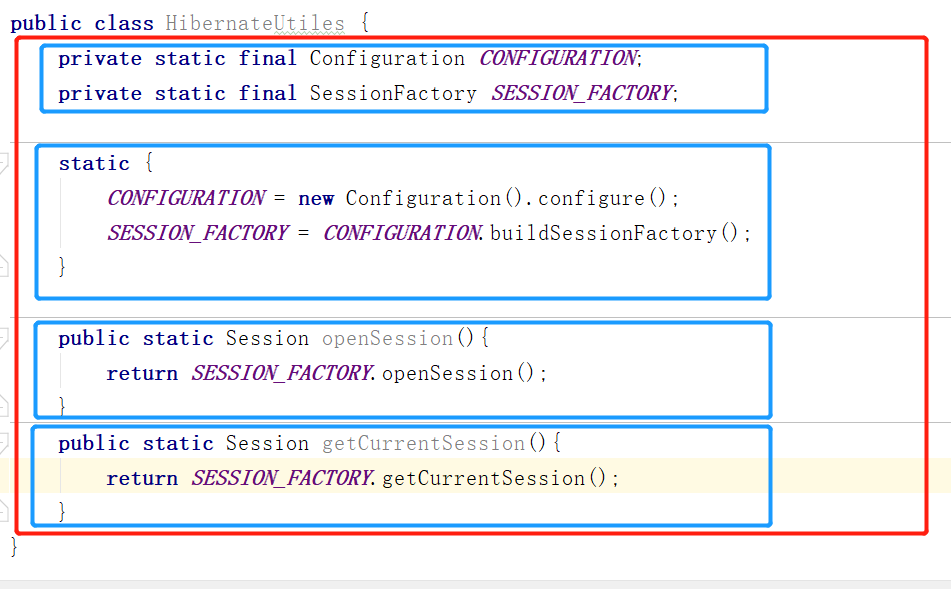 public class HibernateUtiles {
private static final Configuration CONFIGURATION;
private static final SessionFactory SESSION_FACTORY;
static {
CONFIGURATION = new Configuration().configure();
SESSION_FACTORY = CONFIGURATION.buildSessionFactory();
}
public static Session openSession(){
return SESSION_FACTORY.openSession();
}
public static Session getCurrentSession(){
return SESSION_FACTORY.getCurrentSession();
}
}